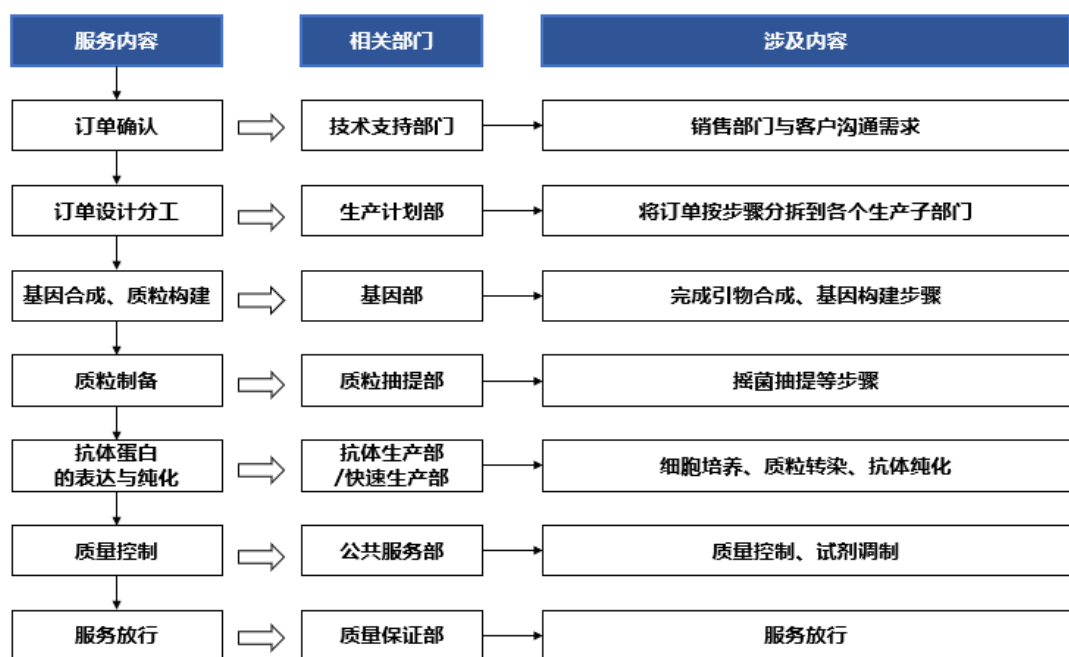 服务内容 相关部门 涉及内容
订单确认 技术支持部门 销售部门与客户沟通需求
订单设计分工 生产计划部 将订单按步骤分拆到各个生产子部门
基因合成、质粒构建 基因部 完成引物合成、基因构建步骤
质粒制备 质粒抽提部 摇菌抽提等步骤
抗体蛋白
的表达与纯化
抗体生产部
/快速生产部
细胞培养、质粒转染、抗体纯化
质量控制 公共服务部 质量控制、试剂调制
服务放行 质量保证部 服务放行